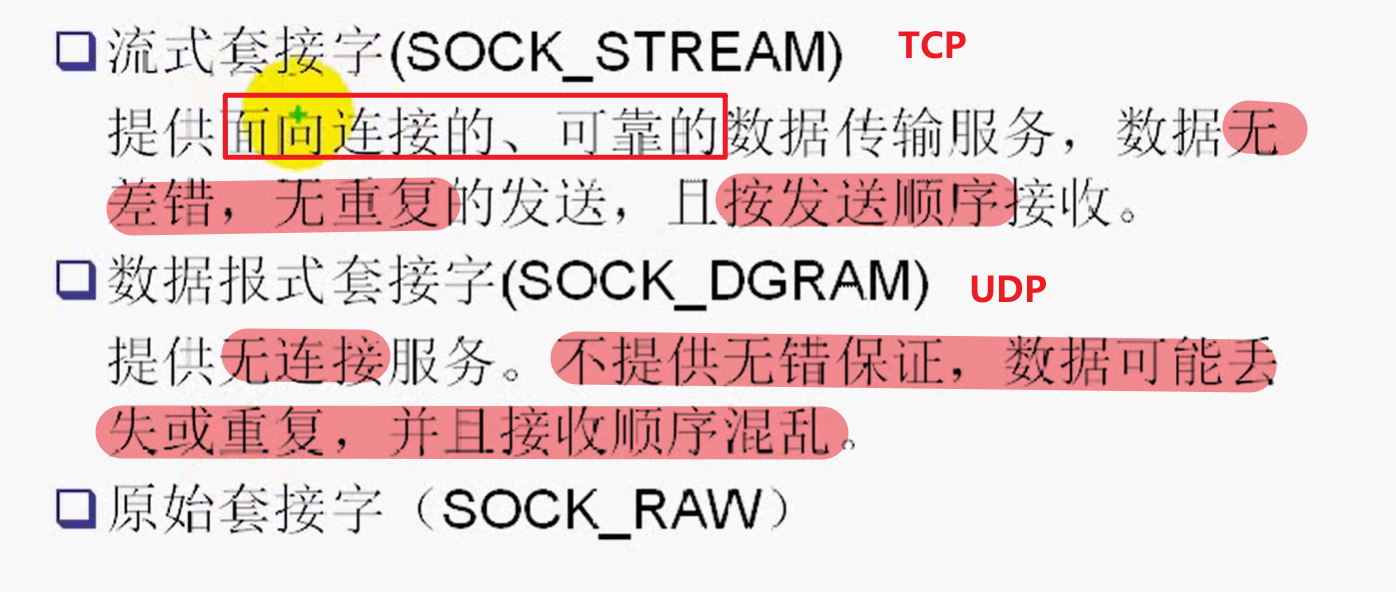 流式套接字(SOCK_STREAM) TCP
提供面向连接的、可靠的数据传输服务，数据无
差错，无重复的发送，且按发送顺序接收。
数据报式套接字(SOCK_DGRAM) UDP
提供无连接服务。不提供无错保证，数据可能丢
失或重复，并且接收顺序混乱。
原始套接字（SOCK_RAW）